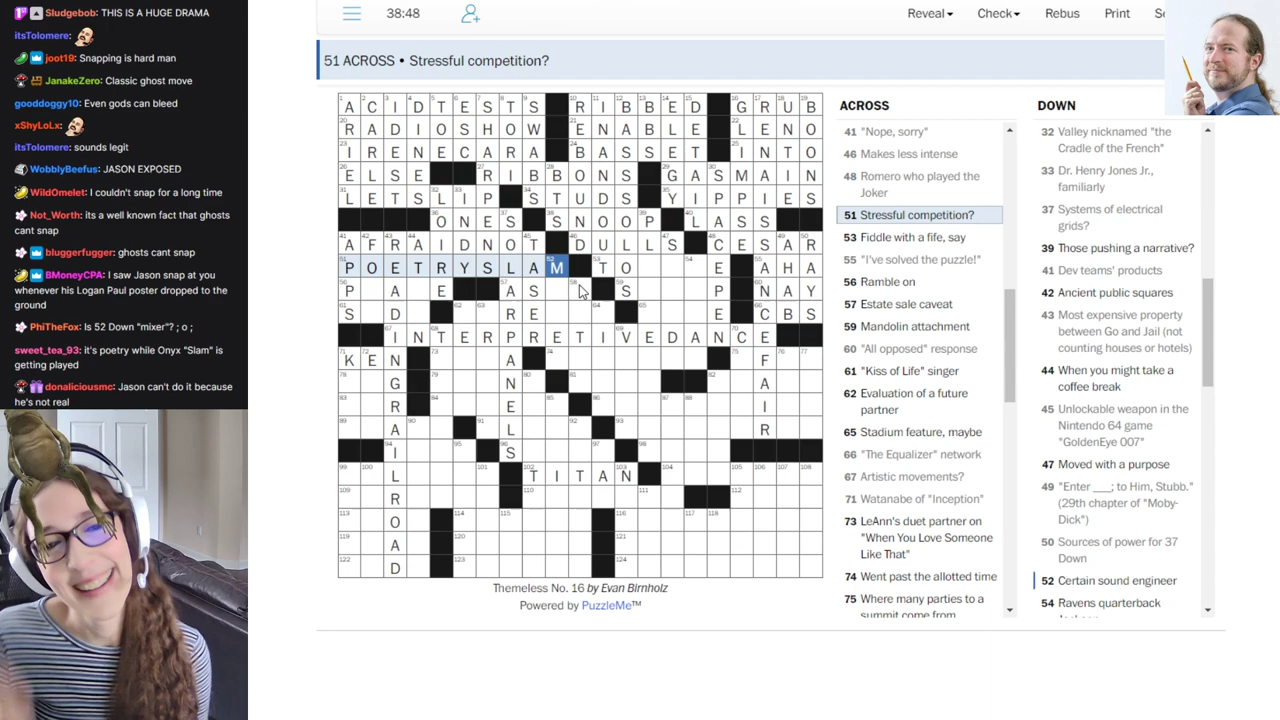 Sludgebob: THIS IS A HUGE DRAMA
itsTolomere:
joot19: Snapping is hard man
JanakeZero: Classic ghost move
gooddoggy10: Even gods can bleed
xShyLoLx:
itsTolomere: sounds legit
WobblyBeefus: JASON EXPOSED
WildOmelet: I couldn't snap for a long time
Not_Worth: its a well known fact that ghosts
cant snap
bluggerfugger: ghosts cant snap
BMoneyCPA: I saw Jason snap at you
whenever his Logan Paul poster dropped to the
ground
PhiTheFox: Is 52 Down "mixer"? ; o ;
sweet_tea_93: it's poetry while Onyx "Slam" is
getting played
donaliciousmc: Jason can't do it because
he's not real
38:48
Reveal
Check
Rebus
Print
51 ACROSS • Stressful competition?
A C I D T E S T S R I B B E D G R U B
R A D I O S H O W E N A B L E L E N O
I R E N E C A R A B A S S E T I N T O
E L S E R I B B O N S G A S M A I N
L E T S L I P S T U D S Y I P P I E S
O N E S S N O O P L A S S
A F R A I D N O T D U L L S C E S A R
P O E T R Y S L A M T O E A H A
P A E A S S P N A Y
S D R E E C B S
I N T E R P R E T I V E D A N C E
K E N A F
G N A
R E I
A L R
I S
L T I T A N
R
O
A
D
Themeless No. 16 by Evan Birnholz
Powered by PuzzleMe™
ACROSS
41 "Nope, sorry"
46 Makes less intense
48 Romero who played the
Joker
51 Stressful competition?
53 Fiddle with a fife, say
55 "I've solved the puzzle!"
56 Ramble on
57 Estate sale caveat
59 Mandolin attachment
60 "All opposed" response
61 "Kiss of Life" singer
62 Evaluation of a future
partner
65 Stadium feature, maybe
66 "The Equalizer" network
67 Artistic movements?
71 Watanabe of "Inception"
73 LeAnn's duet partner on
"When You Love Someone
Like That"
74 Went past the allotted time
75 Where many parties to a
summit come from
DOWN
32 Valley nicknamed "the
Cradle of the French"
33 Dr. Henry Jones Jr.,
familiarly
37 Systems of electrical
grids?
39 Those pushing a narrative?
41 Dev teams' products
42 Ancient public squares
43 Most expensive property
between Go and Jail (not
counting houses or hotels)
44 When you might take a
coffee break
45 Unlockable weapon in the
Nintendo 64 game
"GoldenEye 007"
47 Moved with a purpose
49 "Enter ___; to Him, Stubb."
(29th chapter of "Moby-
Dick")
50 Sources of power for 37
Down
52 Certain sound engineer
54 Ravens quarterback